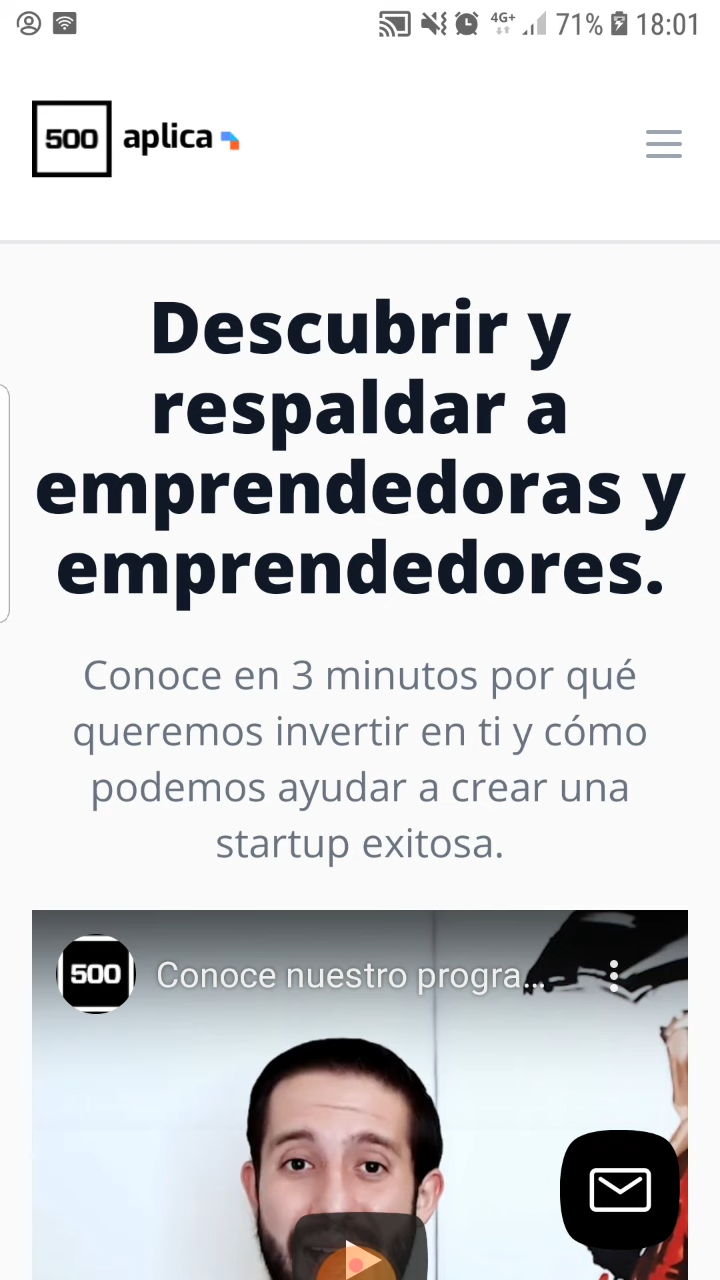 4G+ 71% 18:01
500 aplica
Descubrir y
respaldar a
emprendedoras y
emprendedores.
Conoce en 3 minutos por qué
queremos invertir en ti y cómo
podemos ayudar a crear una
startup exitosa.
500 Conoce nuestro progra...